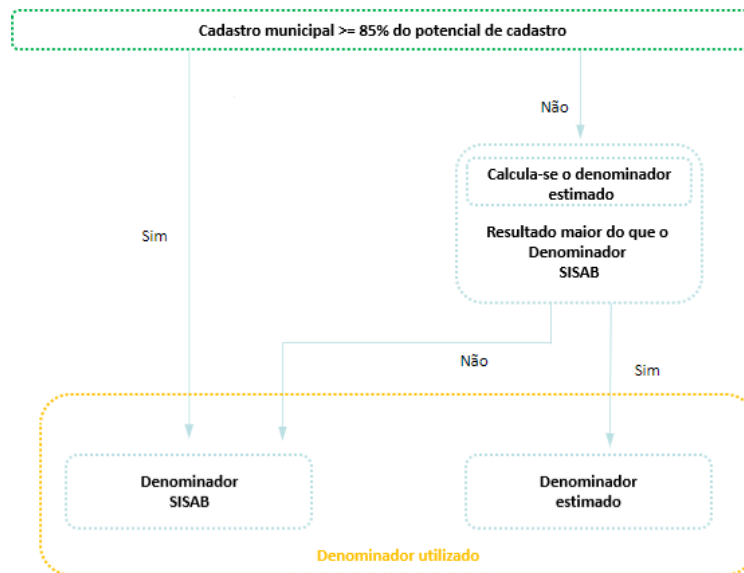 Cadastro municipal >= 85% do potencial de cadastro
Não
Calcula-se o denominador
estimado
Resultado maior do que o
Denominador
SISAB
Sim
Não
Sim
Denominador
SISAB
Denominador
estimado
Denominador utilizado